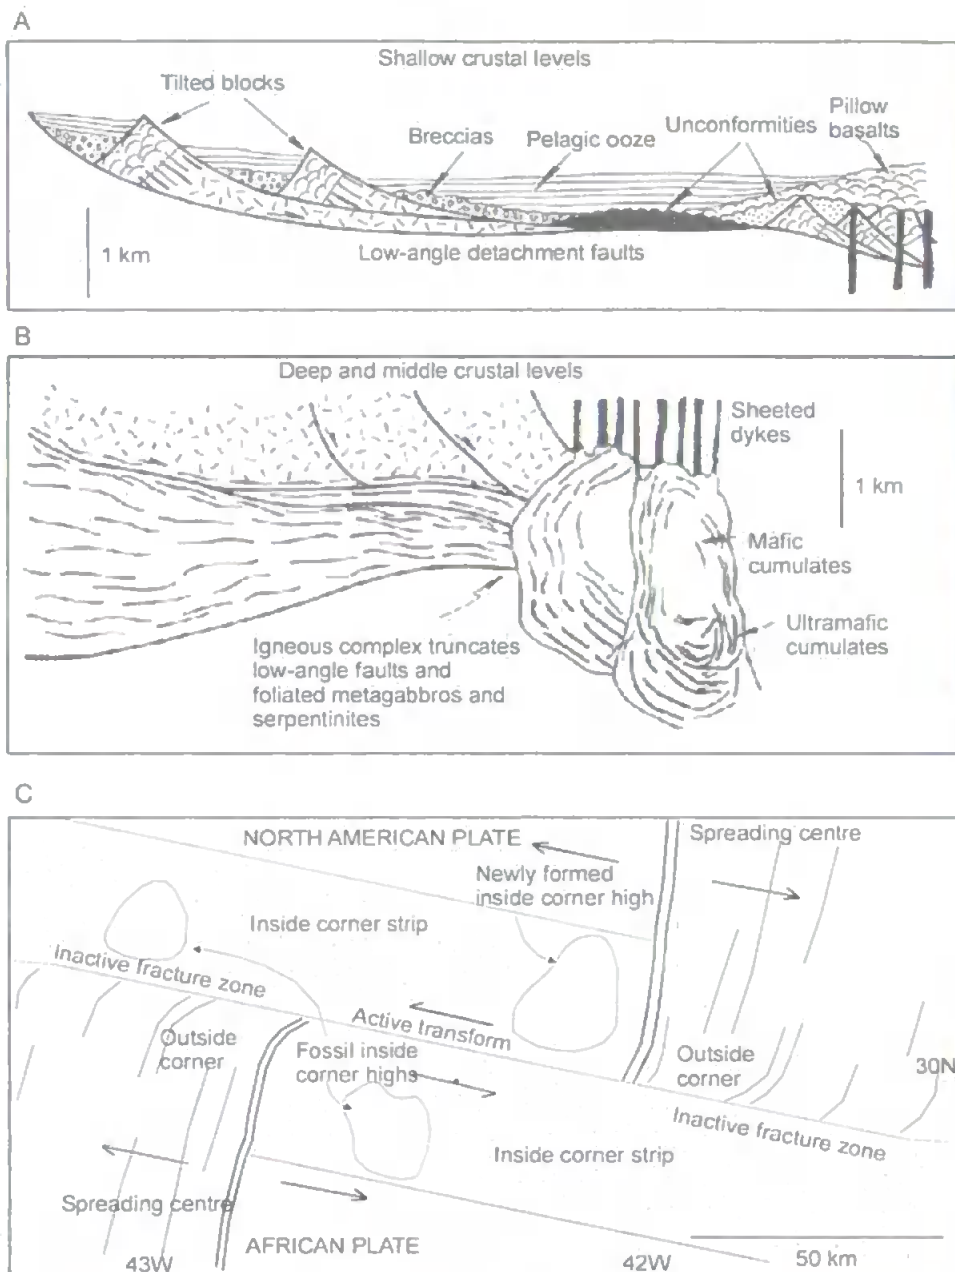 A
Shallow crustal levels
Tilted blocks
Breccias
Pelagic ooze
Unconformities
Pillow
basalts
1 km
Low-angle detachment faults
B
Deep and middle crustal levels
Sheeted
dykes
1 km
Mafic
cumulates
Ultramafic
cumulates
Igneous complex truncates
low-angle faults and
foliated metagabbros and
serpentinites
C
NORTH AMERICAN PLATE
Spreading centre
Newly formed
inside corner high
Inside corner strip
Inactive fracture zone
Active transform
Outside
corner
Fossil inside
corner highs
Outside
corner
30N
Inactive fracture zone
Inside corner strip
Spreading centre
AFRICAN PLATE
43W
42W
50 km